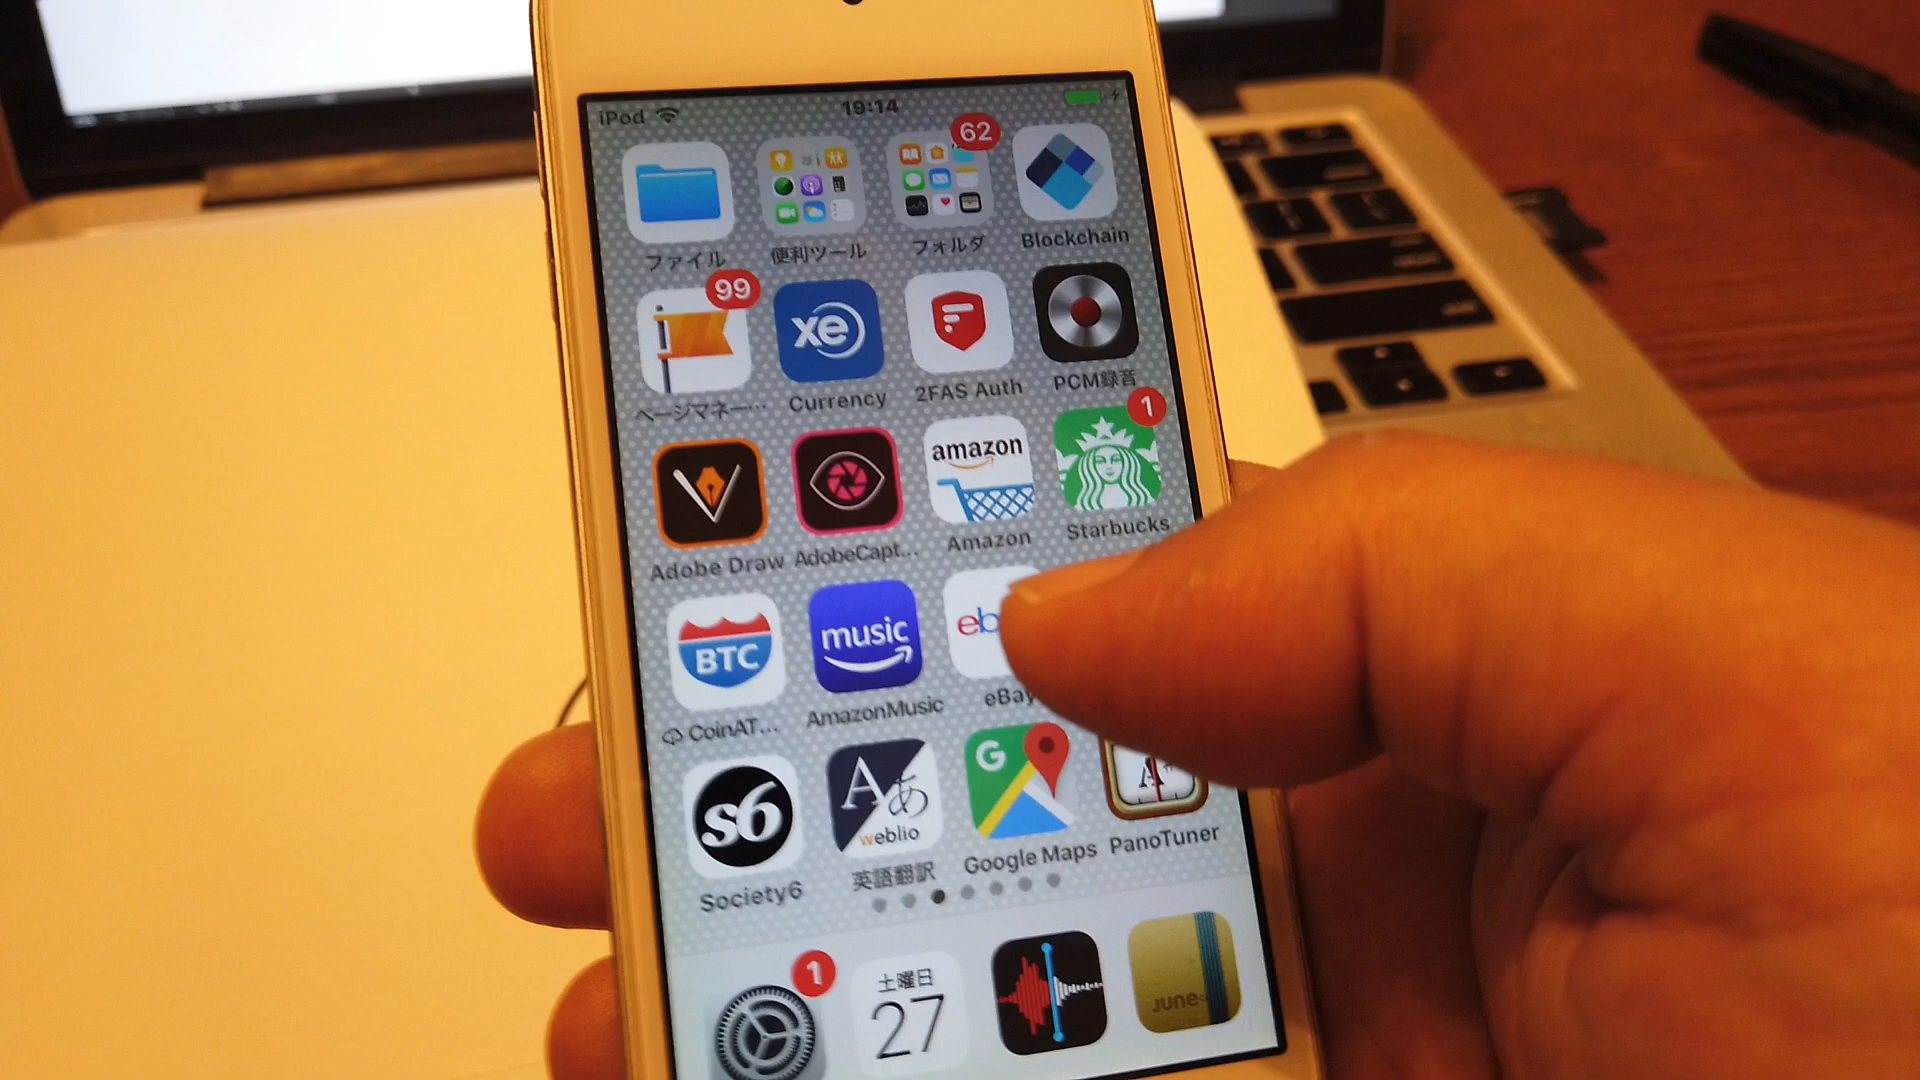 iPod 19:14
62
ファイル 便利ツール フォルダ Blockchain
99
xe
ページマネー… Currency 2FAS Auth PCM録音
1
amazon
Adobe Draw AdobeCapt… Amazon Starbucks
BTC music eb
CoinAT… AmazonMusic eBay
s6 A あ weblio G A
Society6 英語翻訳 Google Maps PanoTuner
1
土曜日
27
June